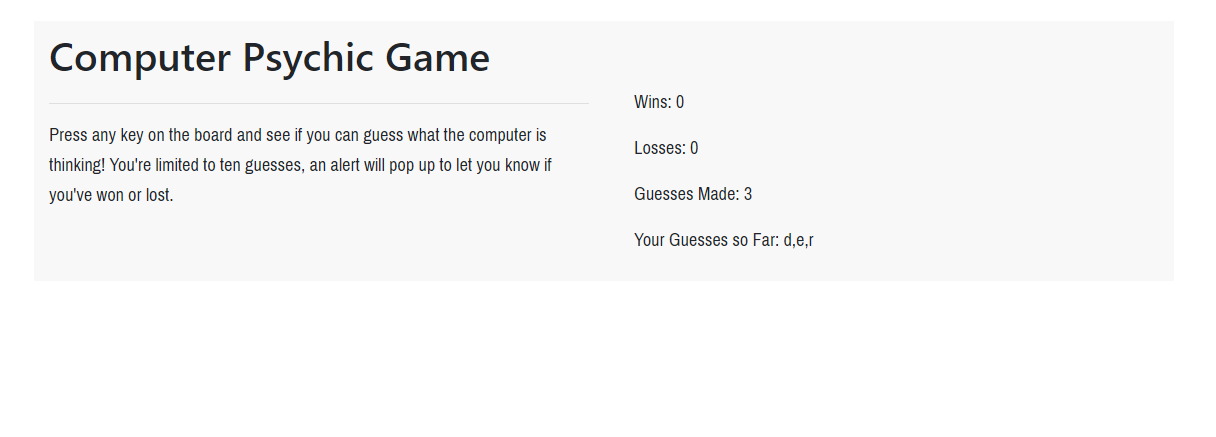 Computer Psychic Game
Press any key on the board and see if you can guess what the computer is
thinking! You're limited to ten guesses, an alert will pop up to let you know if
you've won or lost.
Wins: 0
Losses: 0
Guesses Made: 3
Your Guesses so Far: d,e,r